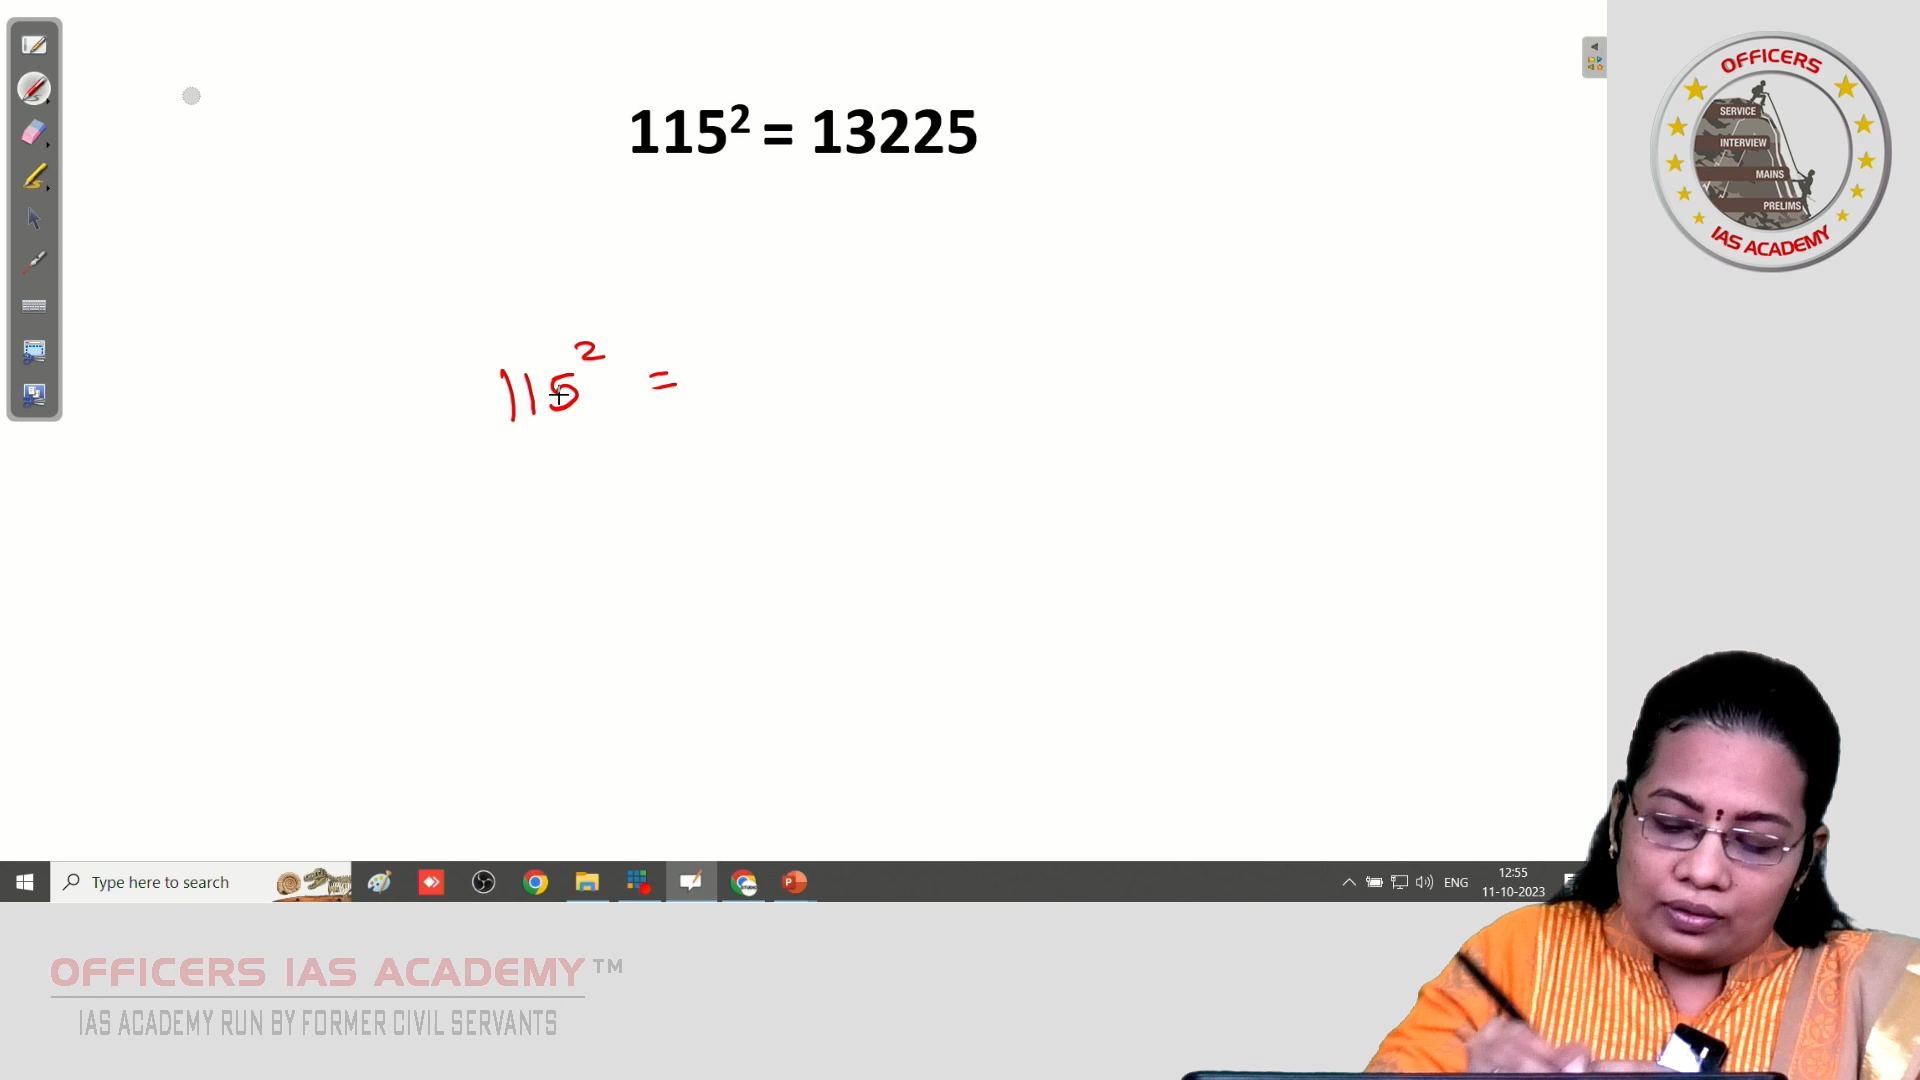 115² = 13225
115² =
OFFICERS
SERVICE
INTERVIEW
MAINS
PRELIMS
IAS ACADEMY
Type here to search
ENG
12:55
11-10-2023
OFFICERS IAS ACADEMY™
IAS ACADEMY RUN BY FORMER CIVIL SERVANTS